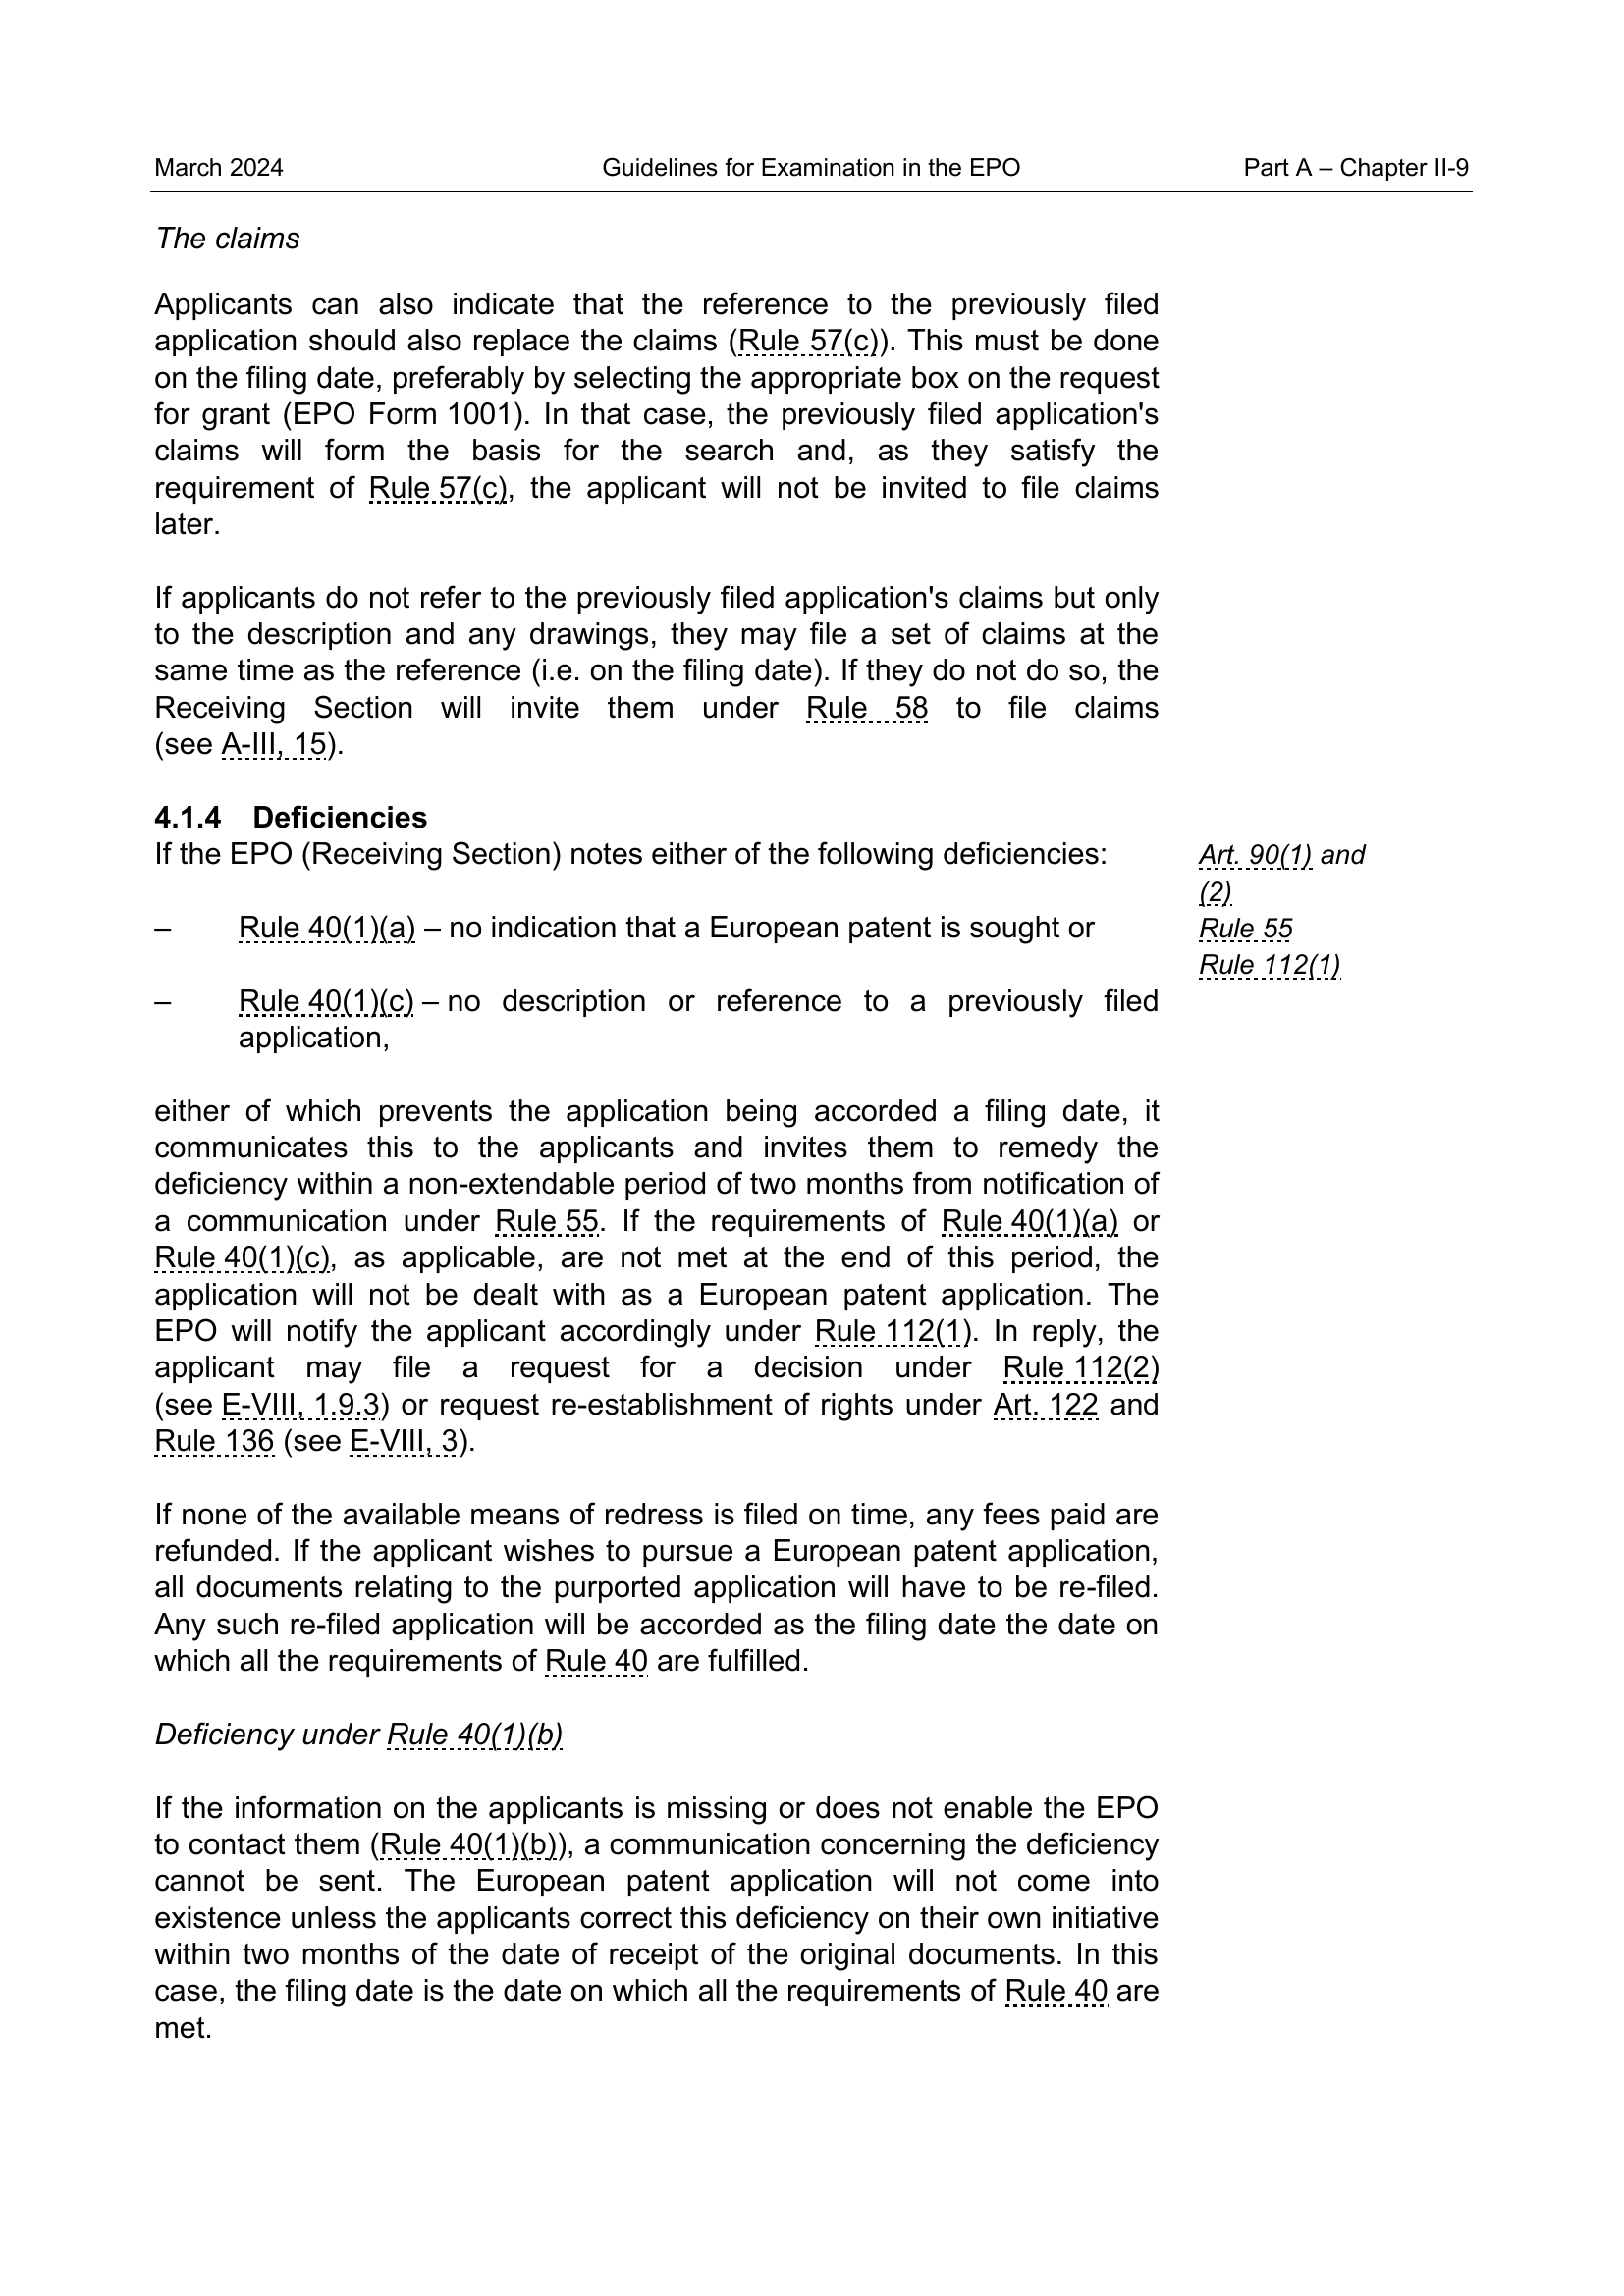 March 2024 Guidelines for Examination in the EPO Part A – Chapter II-9
The claims
Applicants can also indicate that the reference to the previously filed
application should also replace the claims (Rule 57(c)). This must be done
on the filing date, preferably by selecting the appropriate box on the request
for grant (EPO Form 1001). In that case, the previously filed application's
claims will form the basis for the search and, as they satisfy the
requirement of Rule 57(c), the applicant will not be invited to file claims
later.
If applicants do not refer to the previously filed application's claims but only
to the description and any drawings, they may file a set of claims at the
same time as the reference (i.e. on the filing date). If they do not do so, the
Receiving Section will invite them under Rule 58 to file claims
(see A-III, 15).
4.1.4 Deficiencies
If the EPO (Receiving Section) notes either of the following deficiencies:
Art. 90(1) and
(2)
Rule 55
Rule 112(1)
– Rule 40(1)(a) – no indication that a European patent is sought or
– Rule 40(1)(c) – no description or reference to a previously filed
application,
either of which prevents the application being accorded a filing date, it
communicates this to the applicants and invites them to remedy the
deficiency within a non-extendable period of two months from notification of
a communication under Rule 55. If the requirements of Rule 40(1)(a) or
Rule 40(1)(c), as applicable, are not met at the end of this period, the
application will not be dealt with as a European patent application. The
EPO will notify the applicant accordingly under Rule 112(1). In reply, the
applicant may file a request for a decision under Rule 112(2)
(see E-VIII, 1.9.3) or request re-establishment of rights under Art. 122 and
Rule 136 (see E-VIII, 3).
If none of the available means of redress is filed on time, any fees paid are
refunded. If the applicant wishes to pursue a European patent application,
all documents relating to the purported application will have to be re-filed.
Any such re-filed application will be accorded as the filing date the date on
which all the requirements of Rule 40 are fulfilled.
Deficiency under Rule 40(1)(b)
If the information on the applicants is missing or does not enable the EPO
to contact them (Rule 40(1)(b)), a communication concerning the deficiency
cannot be sent. The European patent application will not come into
existence unless the applicants correct this deficiency on their own initiative
within two months of the date of receipt of the original documents. In this
case, the filing date is the date on which all the requirements of Rule 40 are
met.